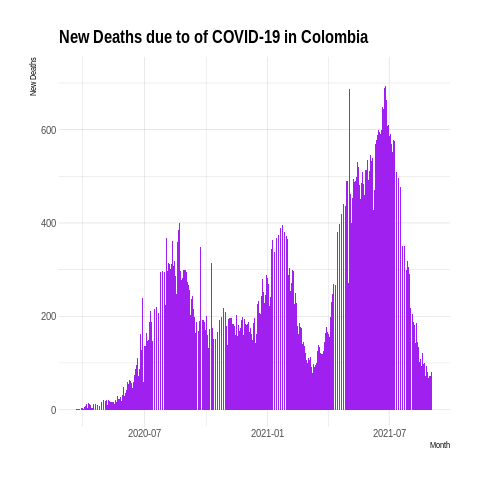 New Deaths due to of COVID-19 in Colombia
New Deaths
600
400
200
0
2020-07
2021-01
2021-07
Month